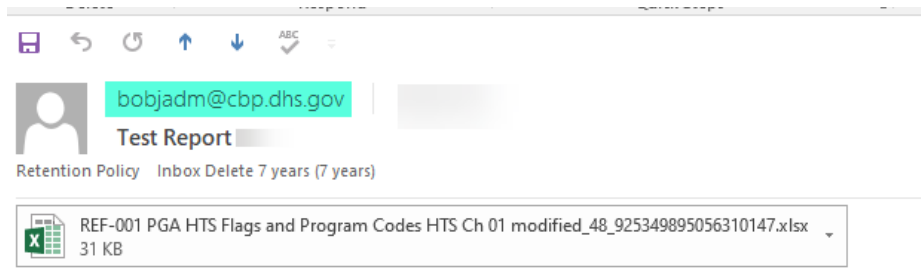 ABC
bobjadm@cbp.dhs.gov
Test Report
Retention Policy Inbox Delete 7 years (7 years)
REF-001 PGA HTS Flags and Program Codes HTS Ch 01 modified_48_925349895056310147.xlsx
31 KB